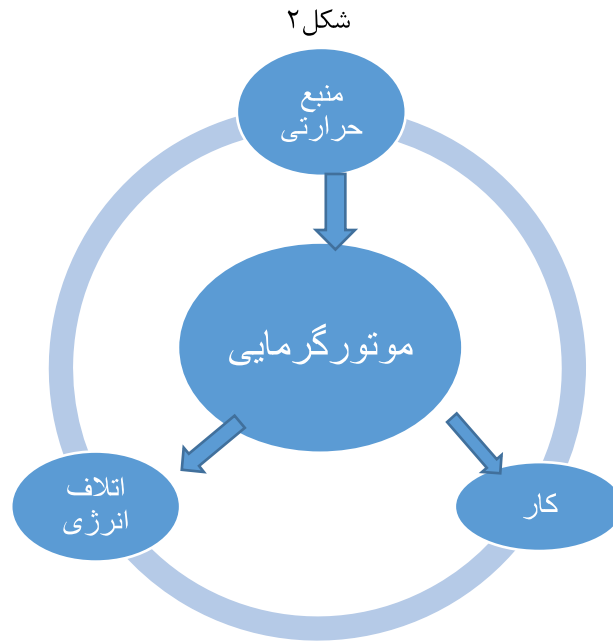 شکل۲
منبع
حرارتی
موتورگرمایی
اتلاف
انرژی
کار